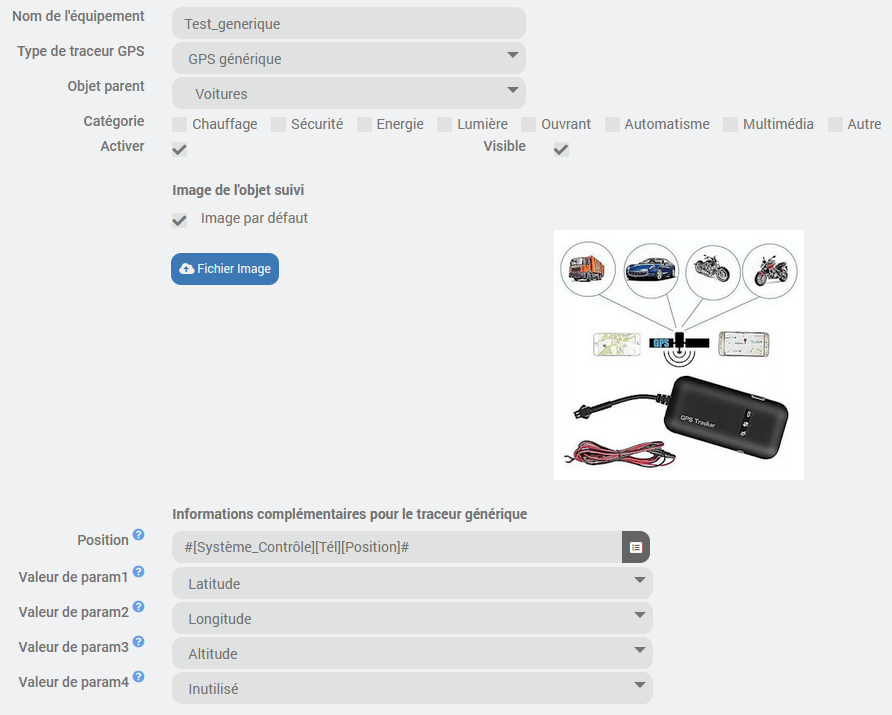 Nom de l'équipement Test_generique
Type de traceur GPS GPS générique
Objet parent Voitures
Catégorie Chauffage Sécurité Energie Lumière Ouvrant Automatisme Multimédia Autre
Activer Visible
Image de l'objet suivi
Image par défaut
Fichier Image
GPS
GPS Tracker
Informations complémentaires pour le traceur générique
Position ? #[Système_Contrôle][Tél][Position]#
Valeur de param1 ? Latitude
Valeur de param2 ? Longitude
Valeur de param3 ? Altitude
Valeur de param4 ? Inutilisé